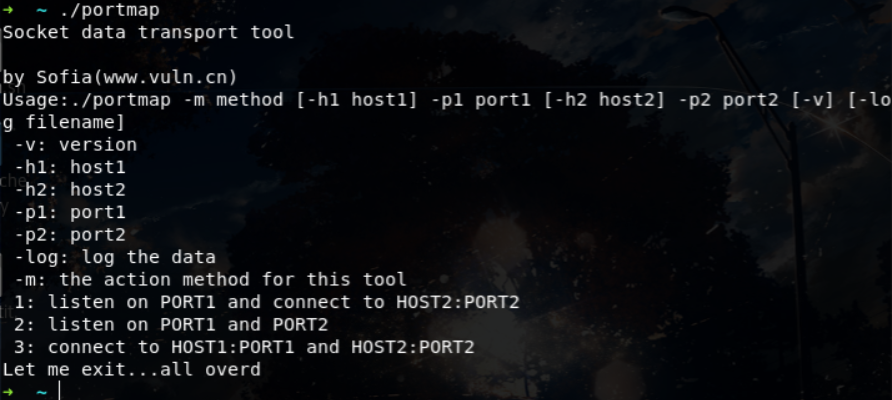 ➜ ~ ./portmap
Socket data transport tool
by Sofia(www.vuln.cn)
Usage:./portmap -m method [-h1 host1] -p1 port1 [-h2 host2] -p2 port2 [-v] [-lo
g filename]
-v: version
-h1: host1
-h2: host2
-p1: port1
-p2: port2
-log: log the data
-m: the action method for this tool
1: listen on PORT1 and connect to HOST2:PORT2
2: listen on PORT1 and PORT2
3: connect to HOST1:PORT1 and HOST2:PORT2
Let me exit...all overd
➜ ~